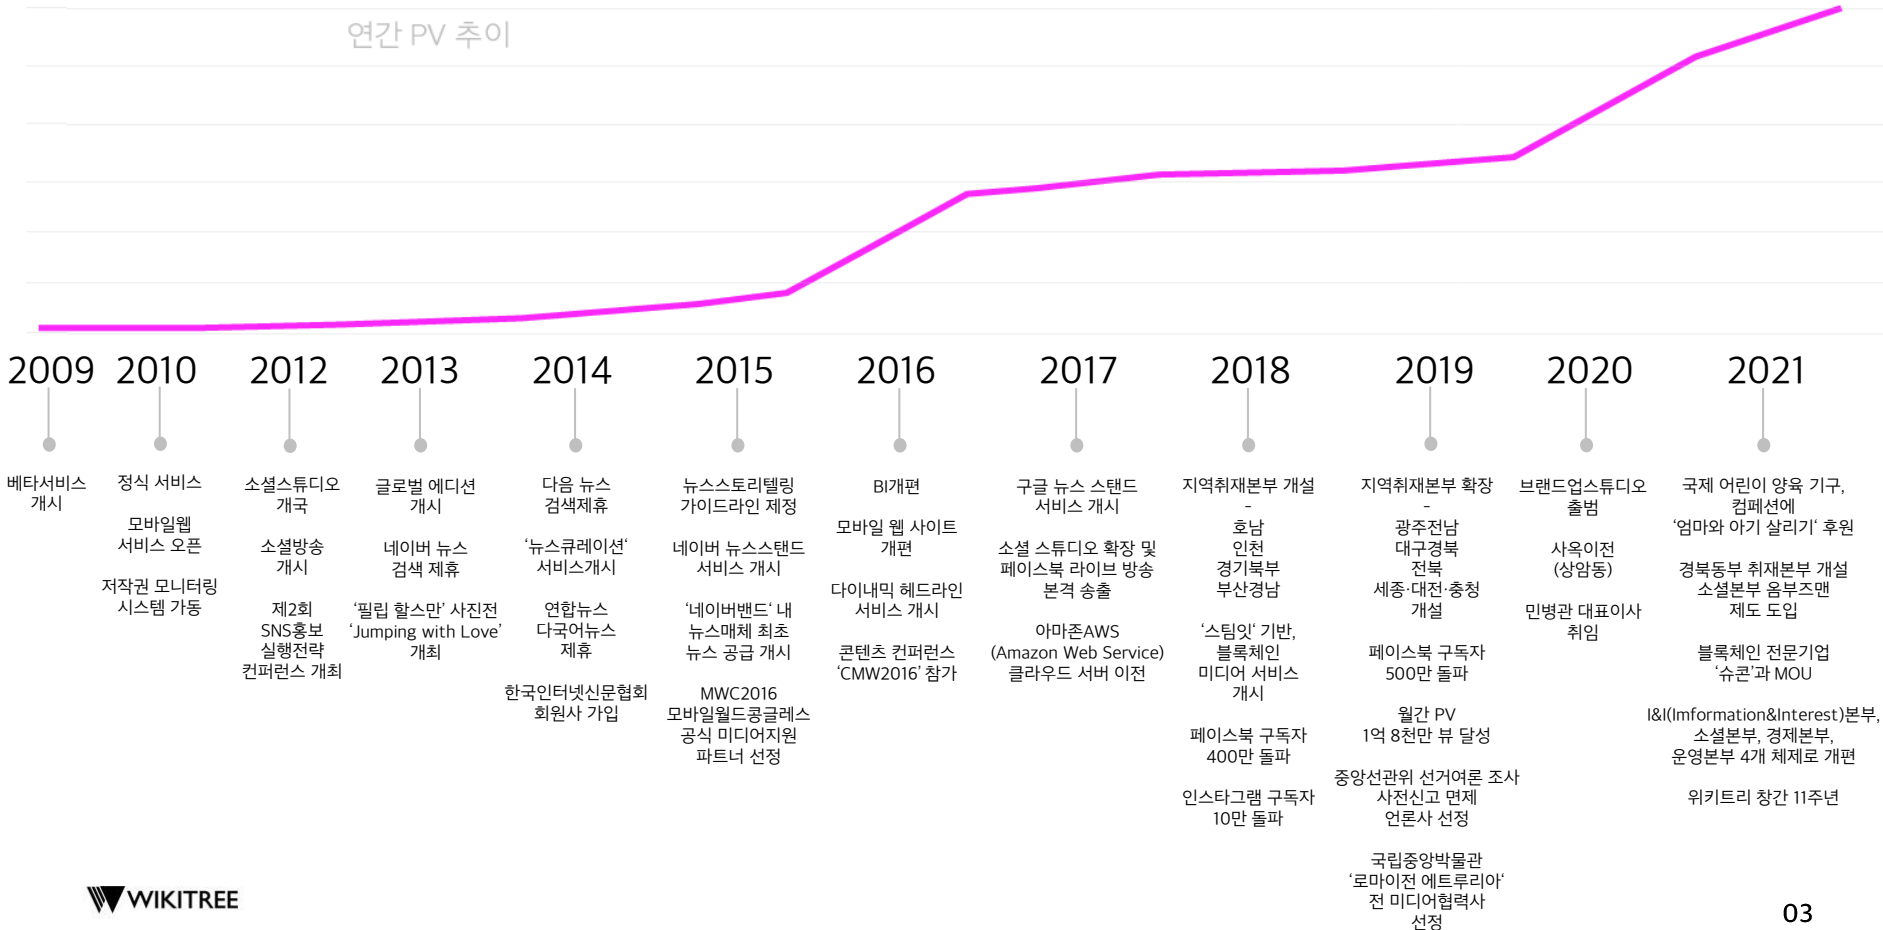 연간 PV 추이
2009
베타서비스
개시
2010
정식 서비스
모바일웹
서비스 오픈
저작권 모니터링
시스템 가동
2012
소셜스튜디오
개국
소셜방송
개시
제2회
SNS홍보
실행전략
컨퍼런스 개최
2013
글로벌 에디션
개시
네이버 뉴스
검색 제휴
‘필립 할스만’ 사진전
‘Jumping with Love’
개최
2014
다음 뉴스
검색제휴
‘뉴스큐레이션‘
서비스개시
연합뉴스
다국어뉴스
제휴
한국인터넷신문협회
회원사 가입
2015
뉴스스토리텔링
가이드라인 제정
네이버 뉴스스탠드
서비스 개시
‘네이버밴드‘ 내
뉴스매체 최초
뉴스 공급 개시
MWC2016
모바일월드콩글레스
공식 미디어지원
파트너 선정
2016
BI개편
모바일 웹 사이트
개편
다이내믹 헤드라인
서비스 개시
콘텐츠 컨퍼런스
‘CMW2016’ 참가
2017
구글 뉴스 스탠드
서비스 개시
소셜 스튜디오 확장 및
페이스북 라이브 방송
본격 송출
아마존AWS
(Amazon Web Service)
클라우드 서버 이전
2018
지역취재본부 개설
-
호남
인천
경기북부
부산경남
‘스팀잇‘ 기반,
블록체인
미디어 서비스
개시
페이스북 구독자
400만 돌파
인스타그램 구독자
10만 돌파
2019
지역취재본부 확장
-
광주전남
대구경북
전북
세종·대전·충청
개설
페이스북 구독자
500만 돌파
월간 PV
1억 8천만 뷰 달성
중앙선관위 선거여론 조사
사전신고 면제
언론사 선정
국립중앙박물관
‘로마이전 에트루리아‘
전 미디어협력사
선정
2020
브랜드업스튜디오
출범
사옥이전
(상암동)
민병관 대표이사
취임
2021
국제 어린이 양육 기구,
컴페션에
‘엄마와 아기 살리기‘ 후원
경북동부 취재본부 개설
소셜본부 옴부즈맨
제도 도입
블록체인 전문기업
‘슈콘’과 MOU
I&I(Imformation&Interest)본부,
소셜본부, 경제본부,
운영본부 4개 체제로 개편
위키트리 창간 11주년
WIKITREE
03